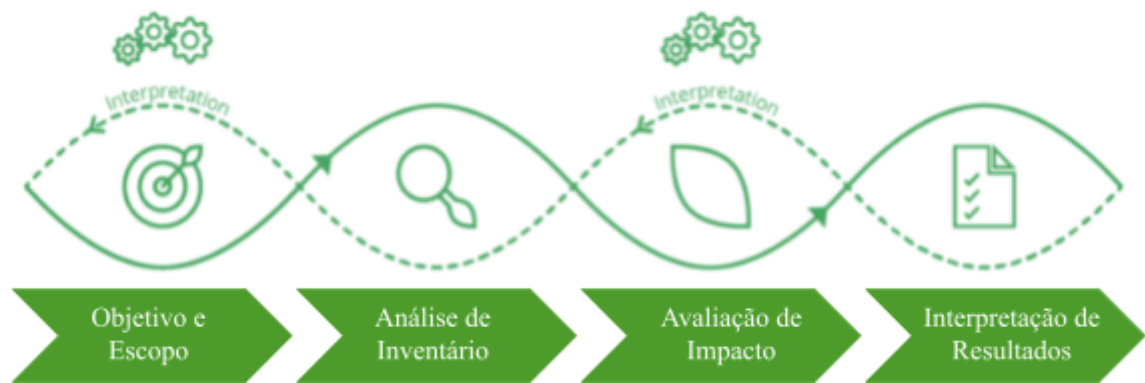 Interpretation
Interpretation
Objetivo e
Escopo
Análise de
Inventário
Avaliação de
Impacto
Interpretação de
Resultados